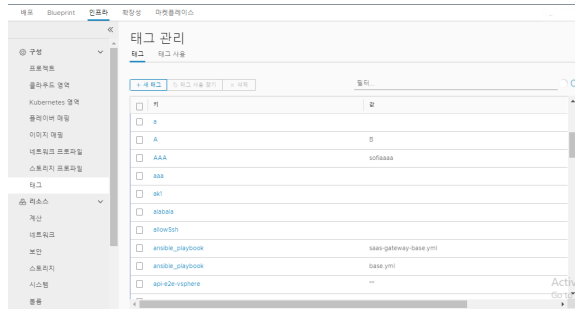 배포 Blueprint 인프라 확장성 마켓플레이스
태그 관리
태그 태그 사용
구성
프로젝트
클라우드 영역
Kubernetes 영역
플레이버 매핑
이미지 매핑
네트워크 프로파일
스토리지 프로파일
태그
리소스
계산
네트워크
보안
스토리지
시스템
볼륨
+ 새 태그 태그 사용 찾기 × 삭제
필터...
키 값
a
A B
AAA sofiaaaa
aaa
ak1
alabala
allow5sh
ansible_playbook saas-gateway-base.yml
ansible_playbook base.yml
api-e2e-vsphere ""
Activ
Go to